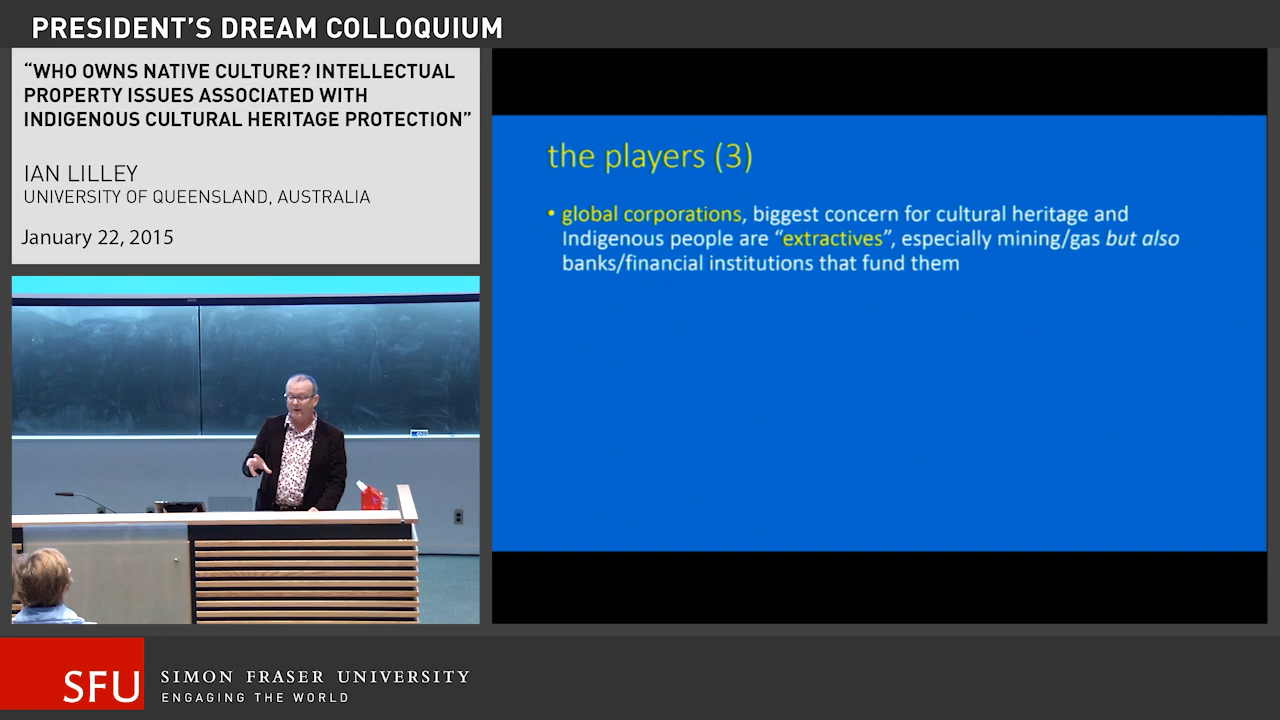 PRESIDENT'S DREAM COLLOQUIUM
“WHO OWNS NATIVE CULTURE? INTELLECTUAL
PROPERTY ISSUES ASSOCIATED WITH
INDIGENOUS CULTURAL HERITAGE PROTECTION”
IAN LILLEY
UNIVERSITY OF QUEENSLAND, AUSTRALIA
January 22, 2015
the players (3)
• global corporations, biggest concern for cultural heritage and
Indigenous people are “extractives”, especially mining/gas but also
banks/financial institutions that fund them
SFU
SIMON FRASER UNIVERSITY
ENGAGING THE WORLD